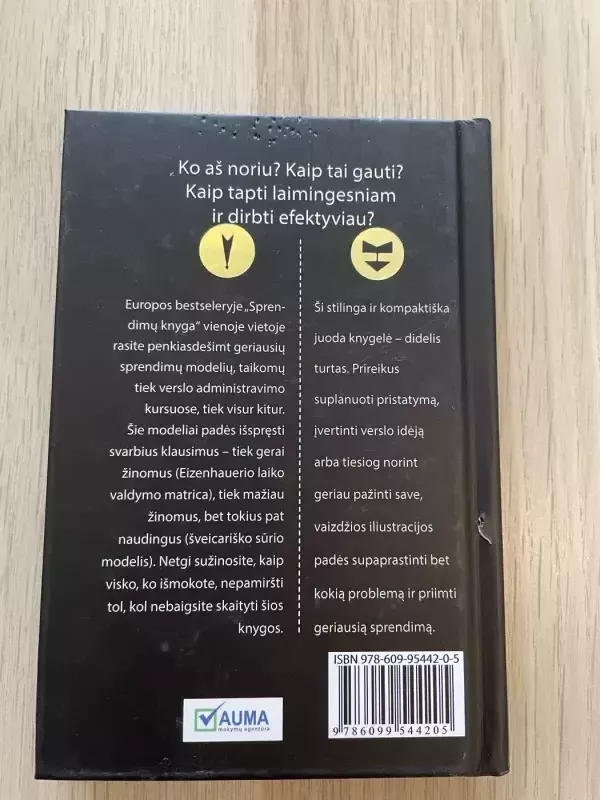 Ko aš noriu? Kaip tai gauti?
Kaip tapti laimingesniam
ir dirbti efektyviau?
Europos bestseleryje „Spren-
dimų knyga“ vienoje vietoje
rasite penkiasdešimt geriausių
sprendimų modelių, taikomų
tiek verslo administravimo
kursuose, tiek visur kitur.
Šie modeliai padės išspręsti
svarbius klausimus – tiek gerai
žinomus (Eizenhauerio laiko
valdymo matrica), tiek mažiau
žinomus, bet tokius pat
naudingus (šveicariško sūrio
modelis). Netgi sužinosite, kaip
visko, ko išmokote, nepamiršti
tol, kol nebaigsite skaityti šios
knygos.
Ši stilinga ir kompaktiška
juoda knygelė – didelis
turtas. Prireikus
suplanuoti pristatymą,
įvertinti verslo idėją
arba tiesiog norint
geriau pažinti save,
vaizdžios iliustracijos
padės supaprastinti bet
kokią problemą ir priimti
geriausią sprendimą.
ISBN 978-609-95442-0-5
9 786099 544205
AUMA
mokymų agentūra